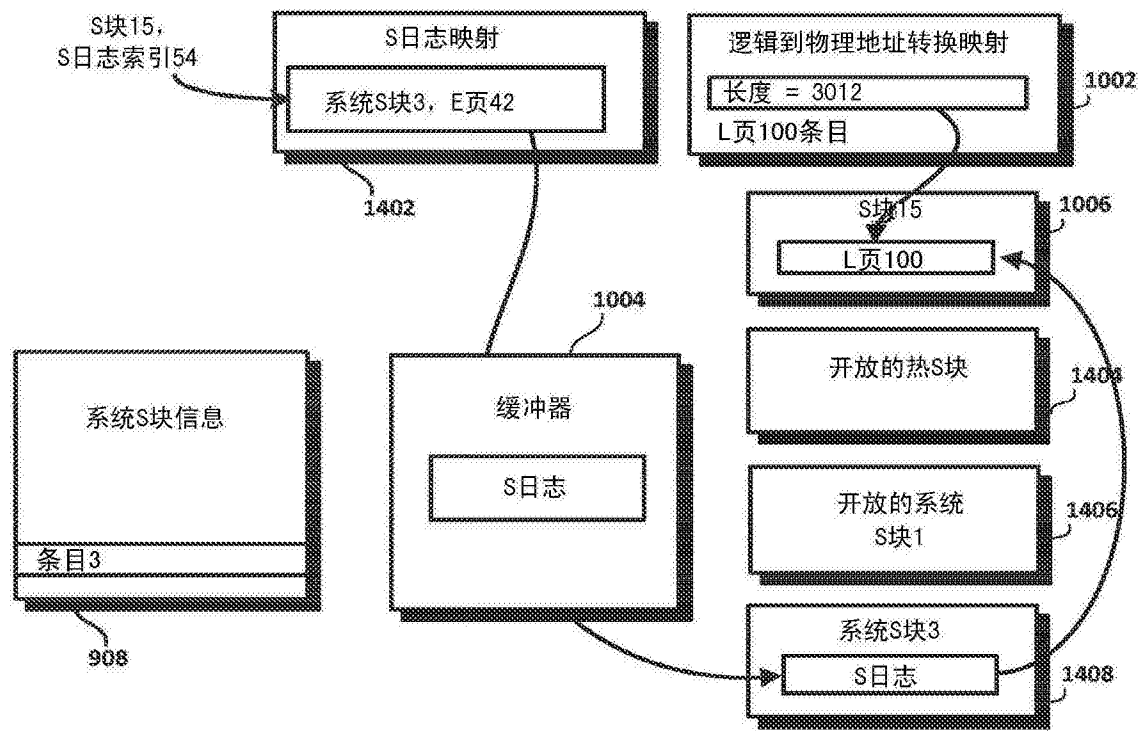 S块15，
S日志索引54
S日志映射
系统S块3，E页42
1402
逻辑到物理地址转换映射
长度 = 3012
L页100条目
1002
S块15
L页100
1006
开放的热S块
1404
开放的系统
S块1
1406
系统S块3
S日志
1408
1004
缓冲器
S日志
系统S块信息
条目3
908